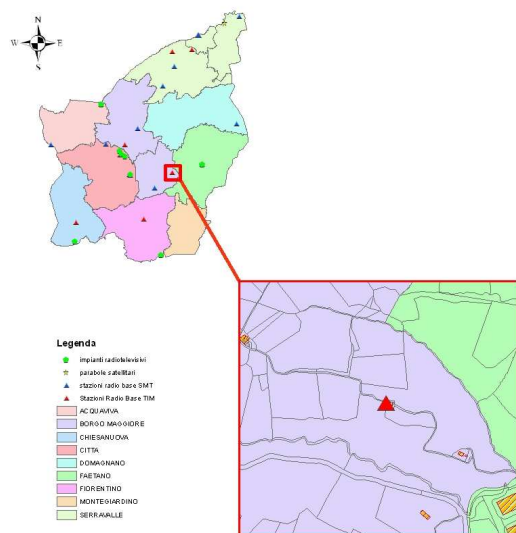 N
W E
S
Legenda
impianti radiotelevisivi
parabole satellitari
stazioni radio base SMT
Stazioni Radio Base TIM
ACQUAVIVA
BORGO MAGGIORE
CHIESANUOVA
CITTA
DOMAGNANO
FAETANO
FIORENTINO
MONTEGIARDINO
SERRAVALLE